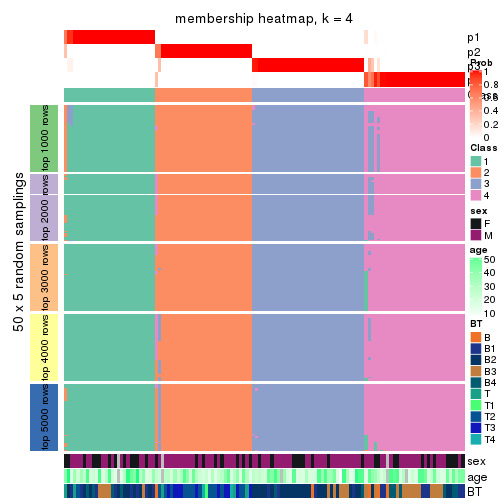 membership heatmap, k = 4
p1
p2
p3
Prob
1
0.8
0.6
0.4
0.2
0
Class
1
2
3
4
sex
F
M
age
50
40
30
20
10
BT
B
B1
B2
B3
B4
T
T1
T2
T3
T4
50 x 5 random samplings
top 1000 rows
top 2000 rows
top 3000 rows
top 4000 rows
top 5000 rows
sex
age
BT